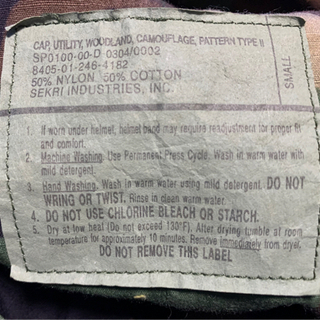 CAP, UTILITY, WOODLAND, CAMOUFLAGE, PATTERN TYPE II
SPO100-00-D 0304/0002
8405-01-246-4182
50% NYLON 50% COTTON
SEKRI INDUSTRIES, INC.
SMALL
1. If worn under helmet, helmet band may require readjustment for proper fit
and comfort.
2. Machine Washing. Use Permanent Press Cycle. Wash in warm water with
mild detergent.
3. Hand Washing. Wash in warm water using mild detergent. DO NOT
WRING OR TWIST. Rinse in clean warm water.
4. DO NOT USE CHLORINE BLEACH OR STARCH.
5. Dry at low heat (Do not exceed 130°F). After drying tumble at room
temperature for approximately 10 minutes. Remove immediately from dryer.
DO NOT REMOVE THIS LABEL